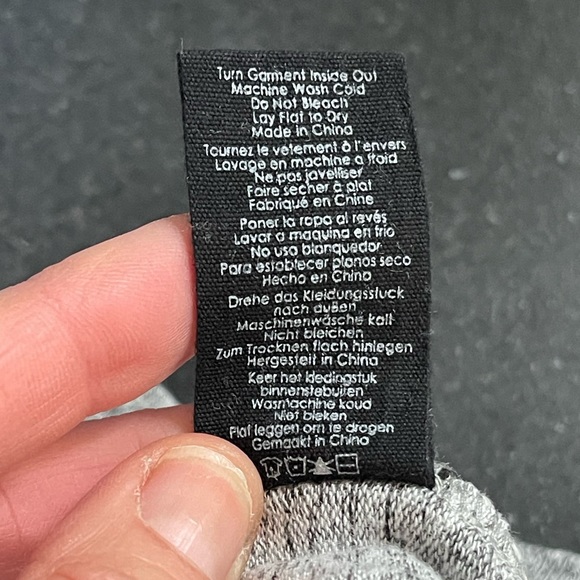 Turn Garment Inside Out
Machine Wash Cold
Do Not Bleach
Lay Flat to Dry
Made in China
Tournez le vetement à l'envers
Lavage en machine a froid
Ne pas javelliser
Faire sécher à plat
Fabriqué en Chine
Poner la ropa al revés
Lavar a maquina en frio
No usa blanquedor
Para establecer planos seco
Hecho en China
Drehe das Kleidungsstuck
nach außen
Maschinenwäsche kalt
Nicht bleichen
Zum Trocknen flach hinlegen
Hergestelt in China
Keer het kledingstuk
binnenstebuiten
Wasmachine koud
Niet bleken
Plat leggen om te drogen
Gemaakt in China